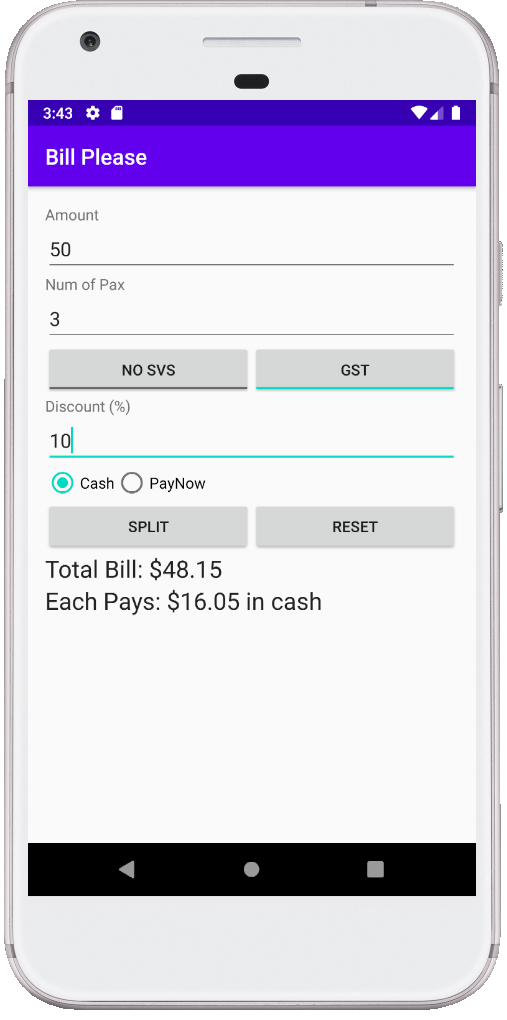 3:43
Bill Please
Amount
50
Num of Pax
3
NO SVS GST
Discount (%)
10
Cash PayNow
SPLIT RESET
Total Bill: $48.15
Each Pays: $16.05 in cash